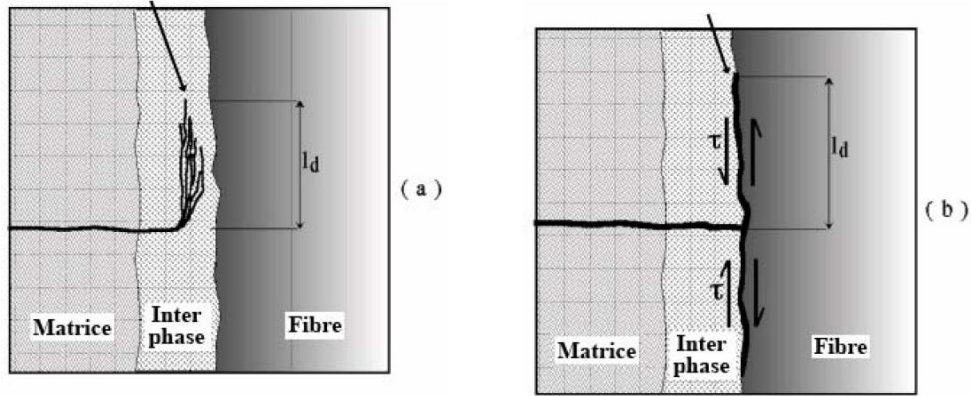 l_d
( a )
Matrice
Inter
phase
Fibre
τ
l_d
( b )
τ
Matrice
Inter
phase
Fibre